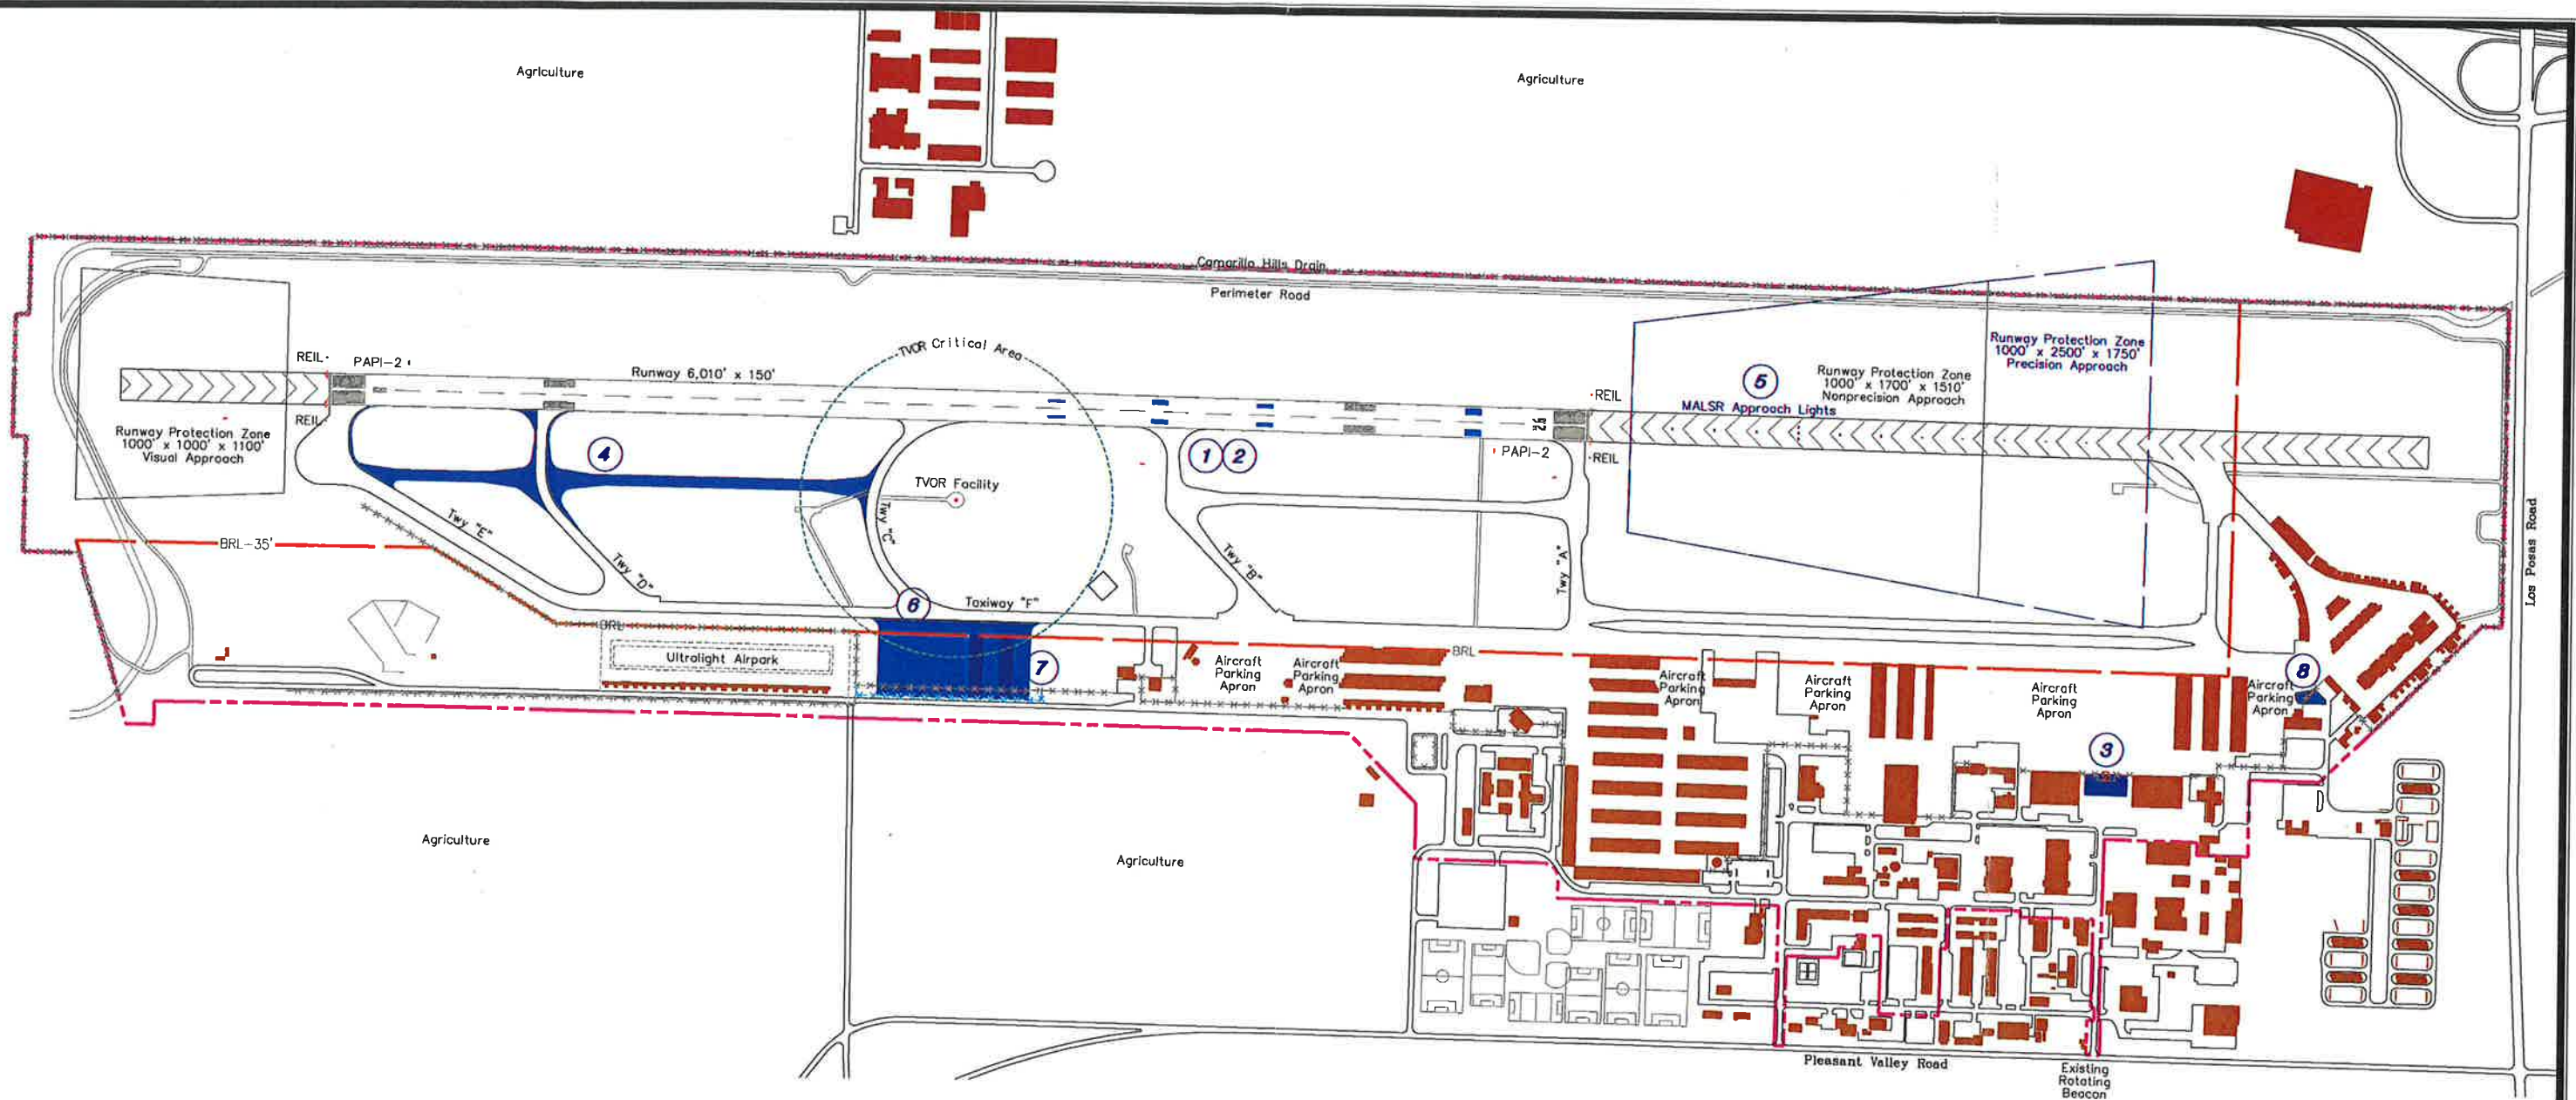 Agriculture
Agriculture
Camarillo Hills Drain
Perimeter Road
TVOR Critical Area
Runway Protection Zone
1000' x 2500' x 1750'
Precision Approach
REIL
PAPI-2
Runway 6,010' x 150'
5
Runway Protection Zone
1000' x 1700' x 1510'
Nonprecision Approach
REIL
MALSR Approach Lights
REIL
26
Runway Protection Zone
1000' x 1000' x 1100'
Visual Approach
4
1
2
PAPI-2
REIL
TVOR Facility
Twy "E"
Twy "C"
Los Posas Road
BRL-35'
Twy "D"
Twy "B"
Twy "A"
6
Taxiway "F"
BRL
BRL
Ultralight Airpark
7
Aircraft
Parking
Apron
Aircraft
Parking
Apron
Aircraft
Parking
Apron
Aircraft
Parking
Apron
Aircraft
Parking
Apron
8
Aircraft
Parking
Apron
3
Agriculture
Agriculture
Pleasant Valley Road
Existing
Rotating
Beacon